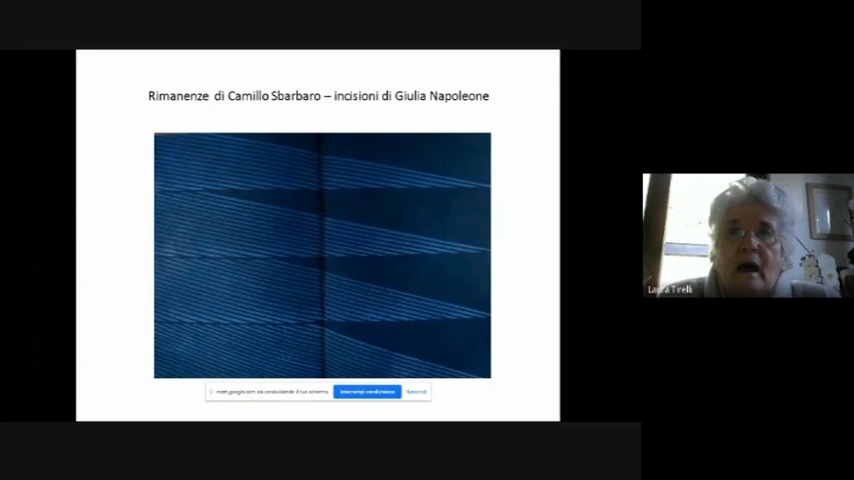 Rimanenze di Camillo Sbarbaro – incisioni di Giulia Napoleone
meet.google.com sta condividendo il tuo schermo.
Interrompi condivisione
Nascondi
Laura Tirelli